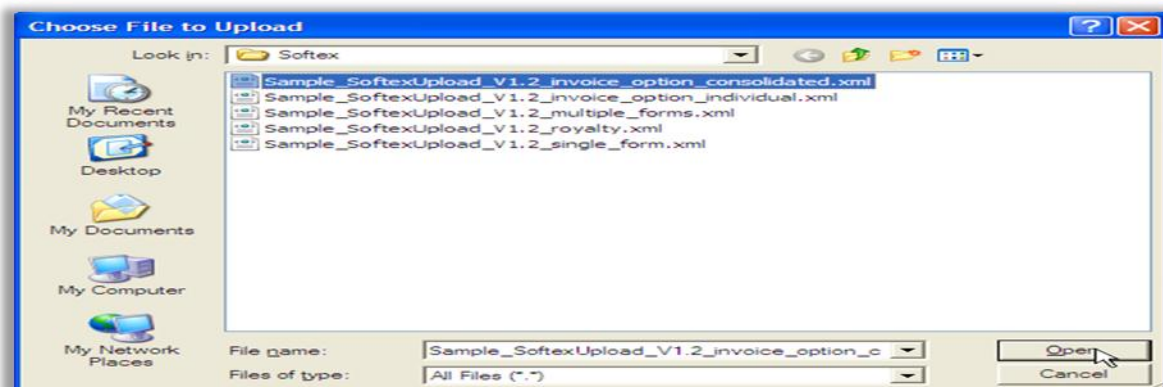 Choose File to Upload
Look in: Softex
Sample_SoftexUpload_V1.2_invoice_option_consolidated.xml
Sample_SoftexUpload_V1.2_invoice_option_individual.xml
Sample_SoftexUpload_V1.2_multiple_forms.xml
Sample_SoftexUpload_V1.2_royalty.xml
Sample_SoftexUpload_V1.2_single_form.xml
My Recent
Documents
Desktop
My Documents
My Computer
My Network
Places
File name: Sample_SoftexUpload_V1.2_invoice_option_c Open
Files of type: All Files (*.*) Cancel